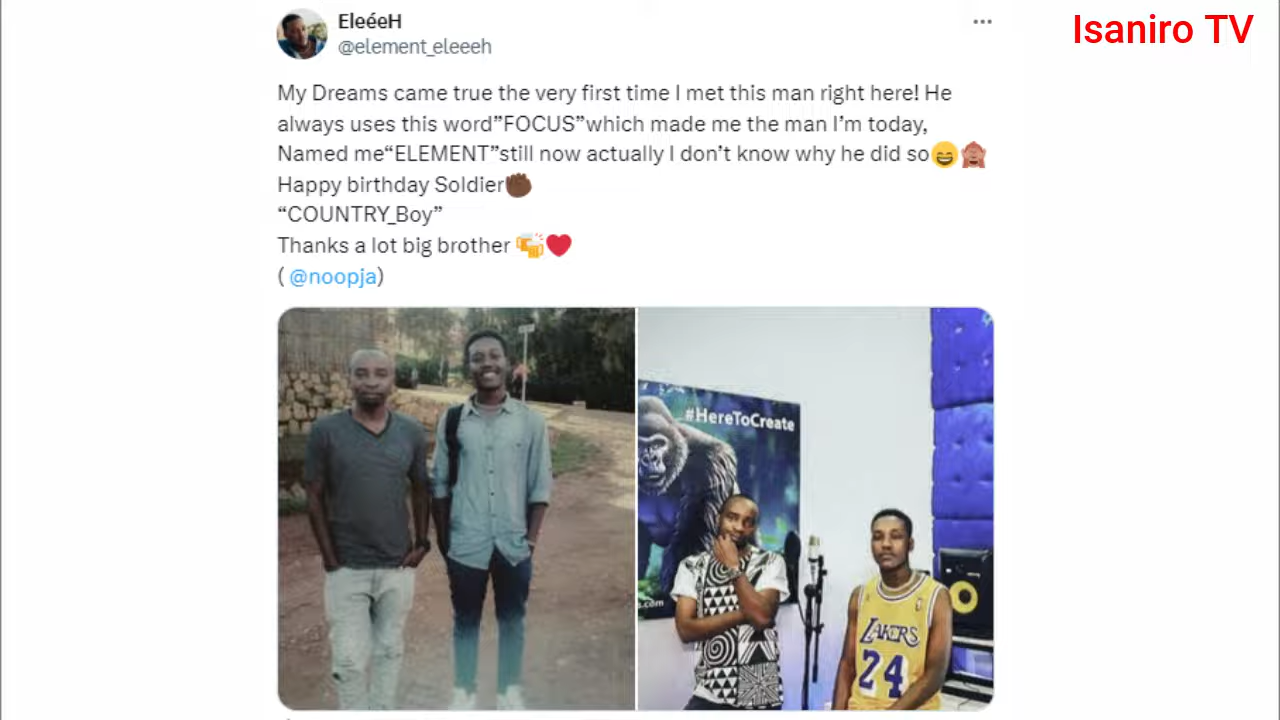 EleéeH
@element_eleeeh
Isaniro TV
My Dreams came true the very first time I met this man right here! He
always uses this word”FOCUS”which made me the man I’m today,
Named me“ELEMENT”still now actually I don’t know why he did so😄🙈
Happy birthday Soldier✊🏾
“COUNTRY_Boy”
Thanks a lot big brother 🍻❤️
( @noopja)
#HereToCreate
LAKERS
24